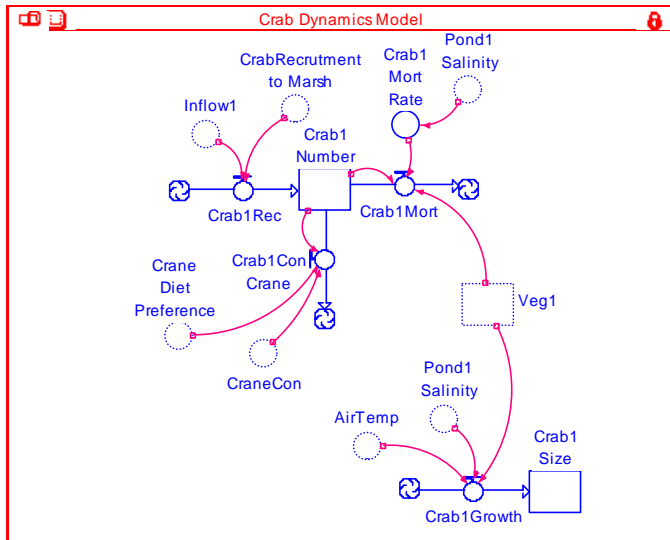 Crab Dynamics Model
CrabRecrutment
to Marsh
Crab1
Mort
Rate
Pond1
Salinity
Inflow1
Crab1
Number
Crab1Rec
Crab1Mort
Crab1Con
Crane
Crane
Diet
Preference
Veg1
CraneCon
Pond1
Salinity
AirTemp
Crab1
Size
Crab1Growth